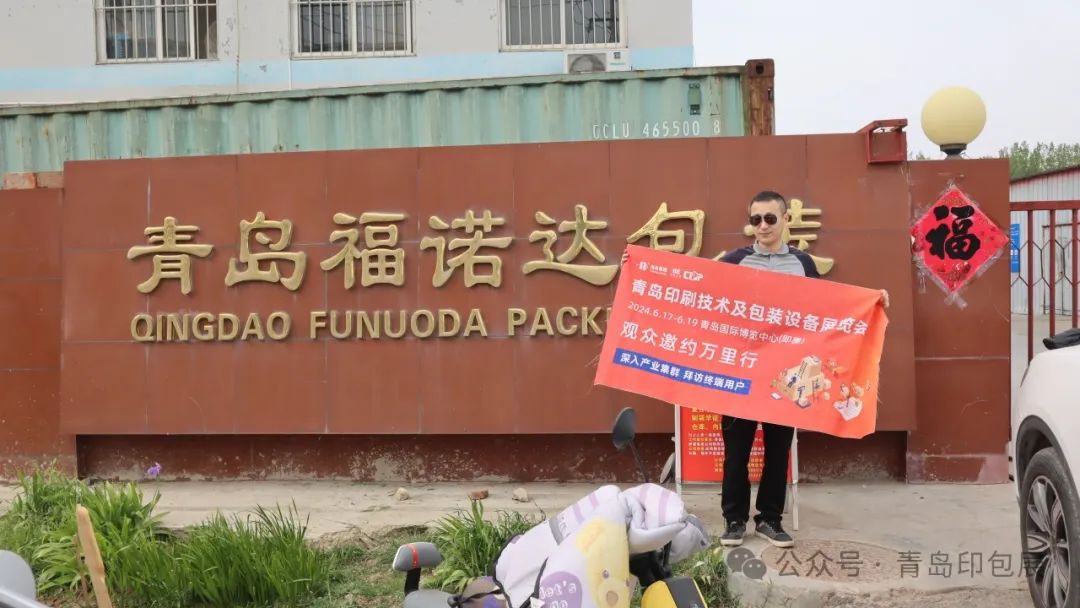 GCLU 465500 8
青岛福诺达包装
QINGDAO FUNUODA PACK
福
青岛印刷技术及包装设备展览会
2024.6.17-6.19 青岛国际博览中心(即墨)
观众邀约万里行
深入产业集群 拜访终端用户
公众号 · 青岛印包展